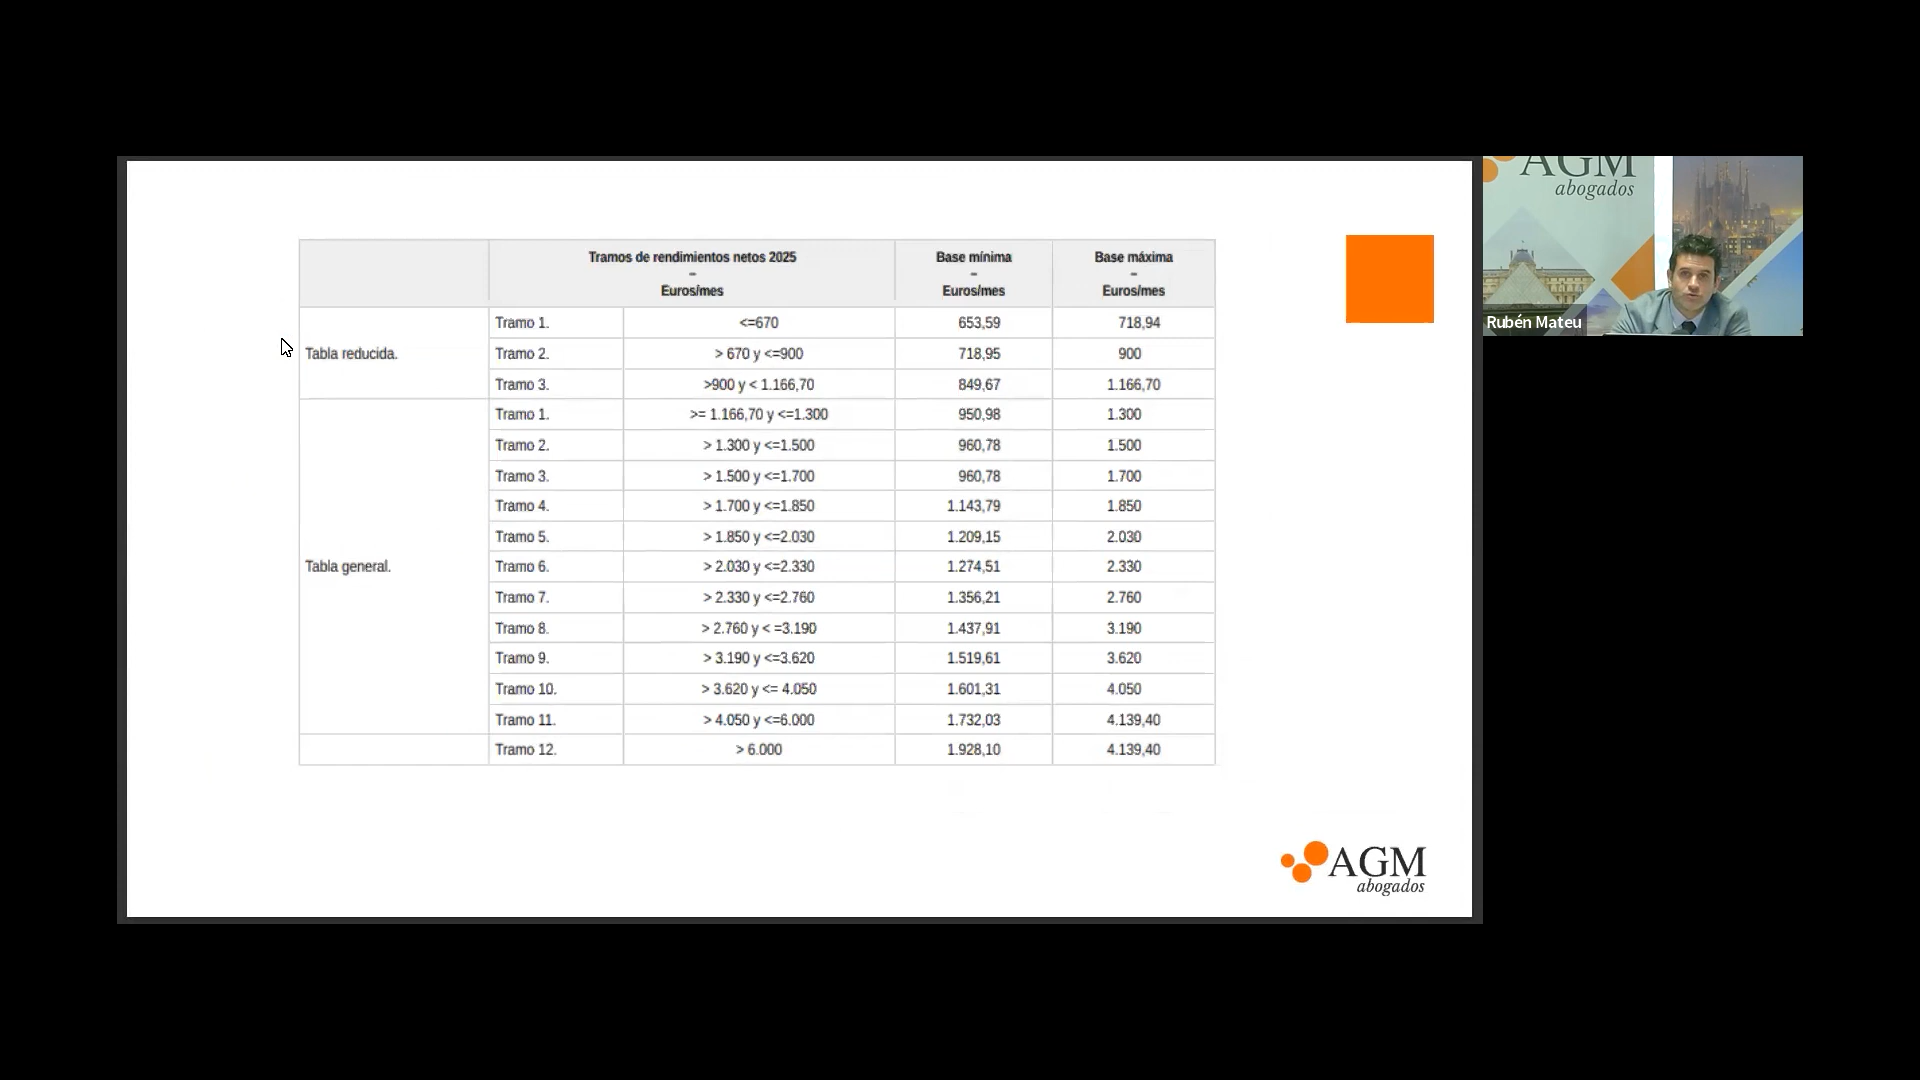 Tramos de rendimientos netos 2025
–
Euros/mes
Base mínima
–
Euros/mes
Base máxima
–
Euros/mes
Tabla reducida.
Tramo 1. <=670 653,59 718,94
Tramo 2. > 670 y <=900 718,95 900
Tramo 3. >900 y < 1.166,70 849,67 1.166,70
Tabla general.
Tramo 1. >= 1.166,70 y <=1.300 950,98 1.300
Tramo 2. > 1.300 y <=1.500 960,78 1.500
Tramo 3. > 1.500 y <=1.700 960,78 1.700
Tramo 4. > 1.700 y <=1.850 1.143,79 1.850
Tramo 5. > 1.850 y <=2.030 1.209,15 2.030
Tramo 6. > 2.030 y <=2.330 1.274,51 2.330
Tramo 7. > 2.330 y <=2.760 1.356,21 2.760
Tramo 8. > 2.760 y < =3.190 1.437,91 3.190
Tramo 9. > 3.190 y <=3.620 1.519,61 3.620
Tramo 10. > 3.620 y <= 4.050 1.601,31 4.050
Tramo 11. > 4.050 y <=6.000 1.732,03 4.139,40
Tramo 12. > 6.000 1.928,10 4.139,40
AGM
abogados
AGM
abogados
Rubén Mateu